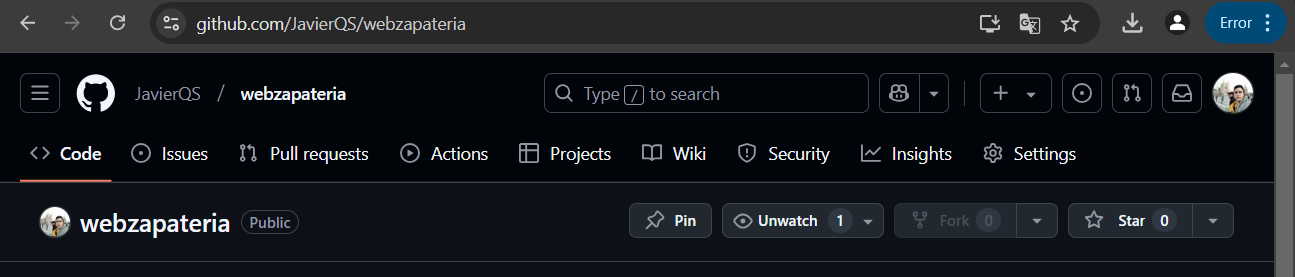 github.com/JavierQS/webzapateria
Error
JavierQS / webzapateria
Type / to search
Code Issues Pull requests Actions Projects Wiki Security Insights Settings
webzapateria Public Pin Unwatch 1 Fork 0 Star 0